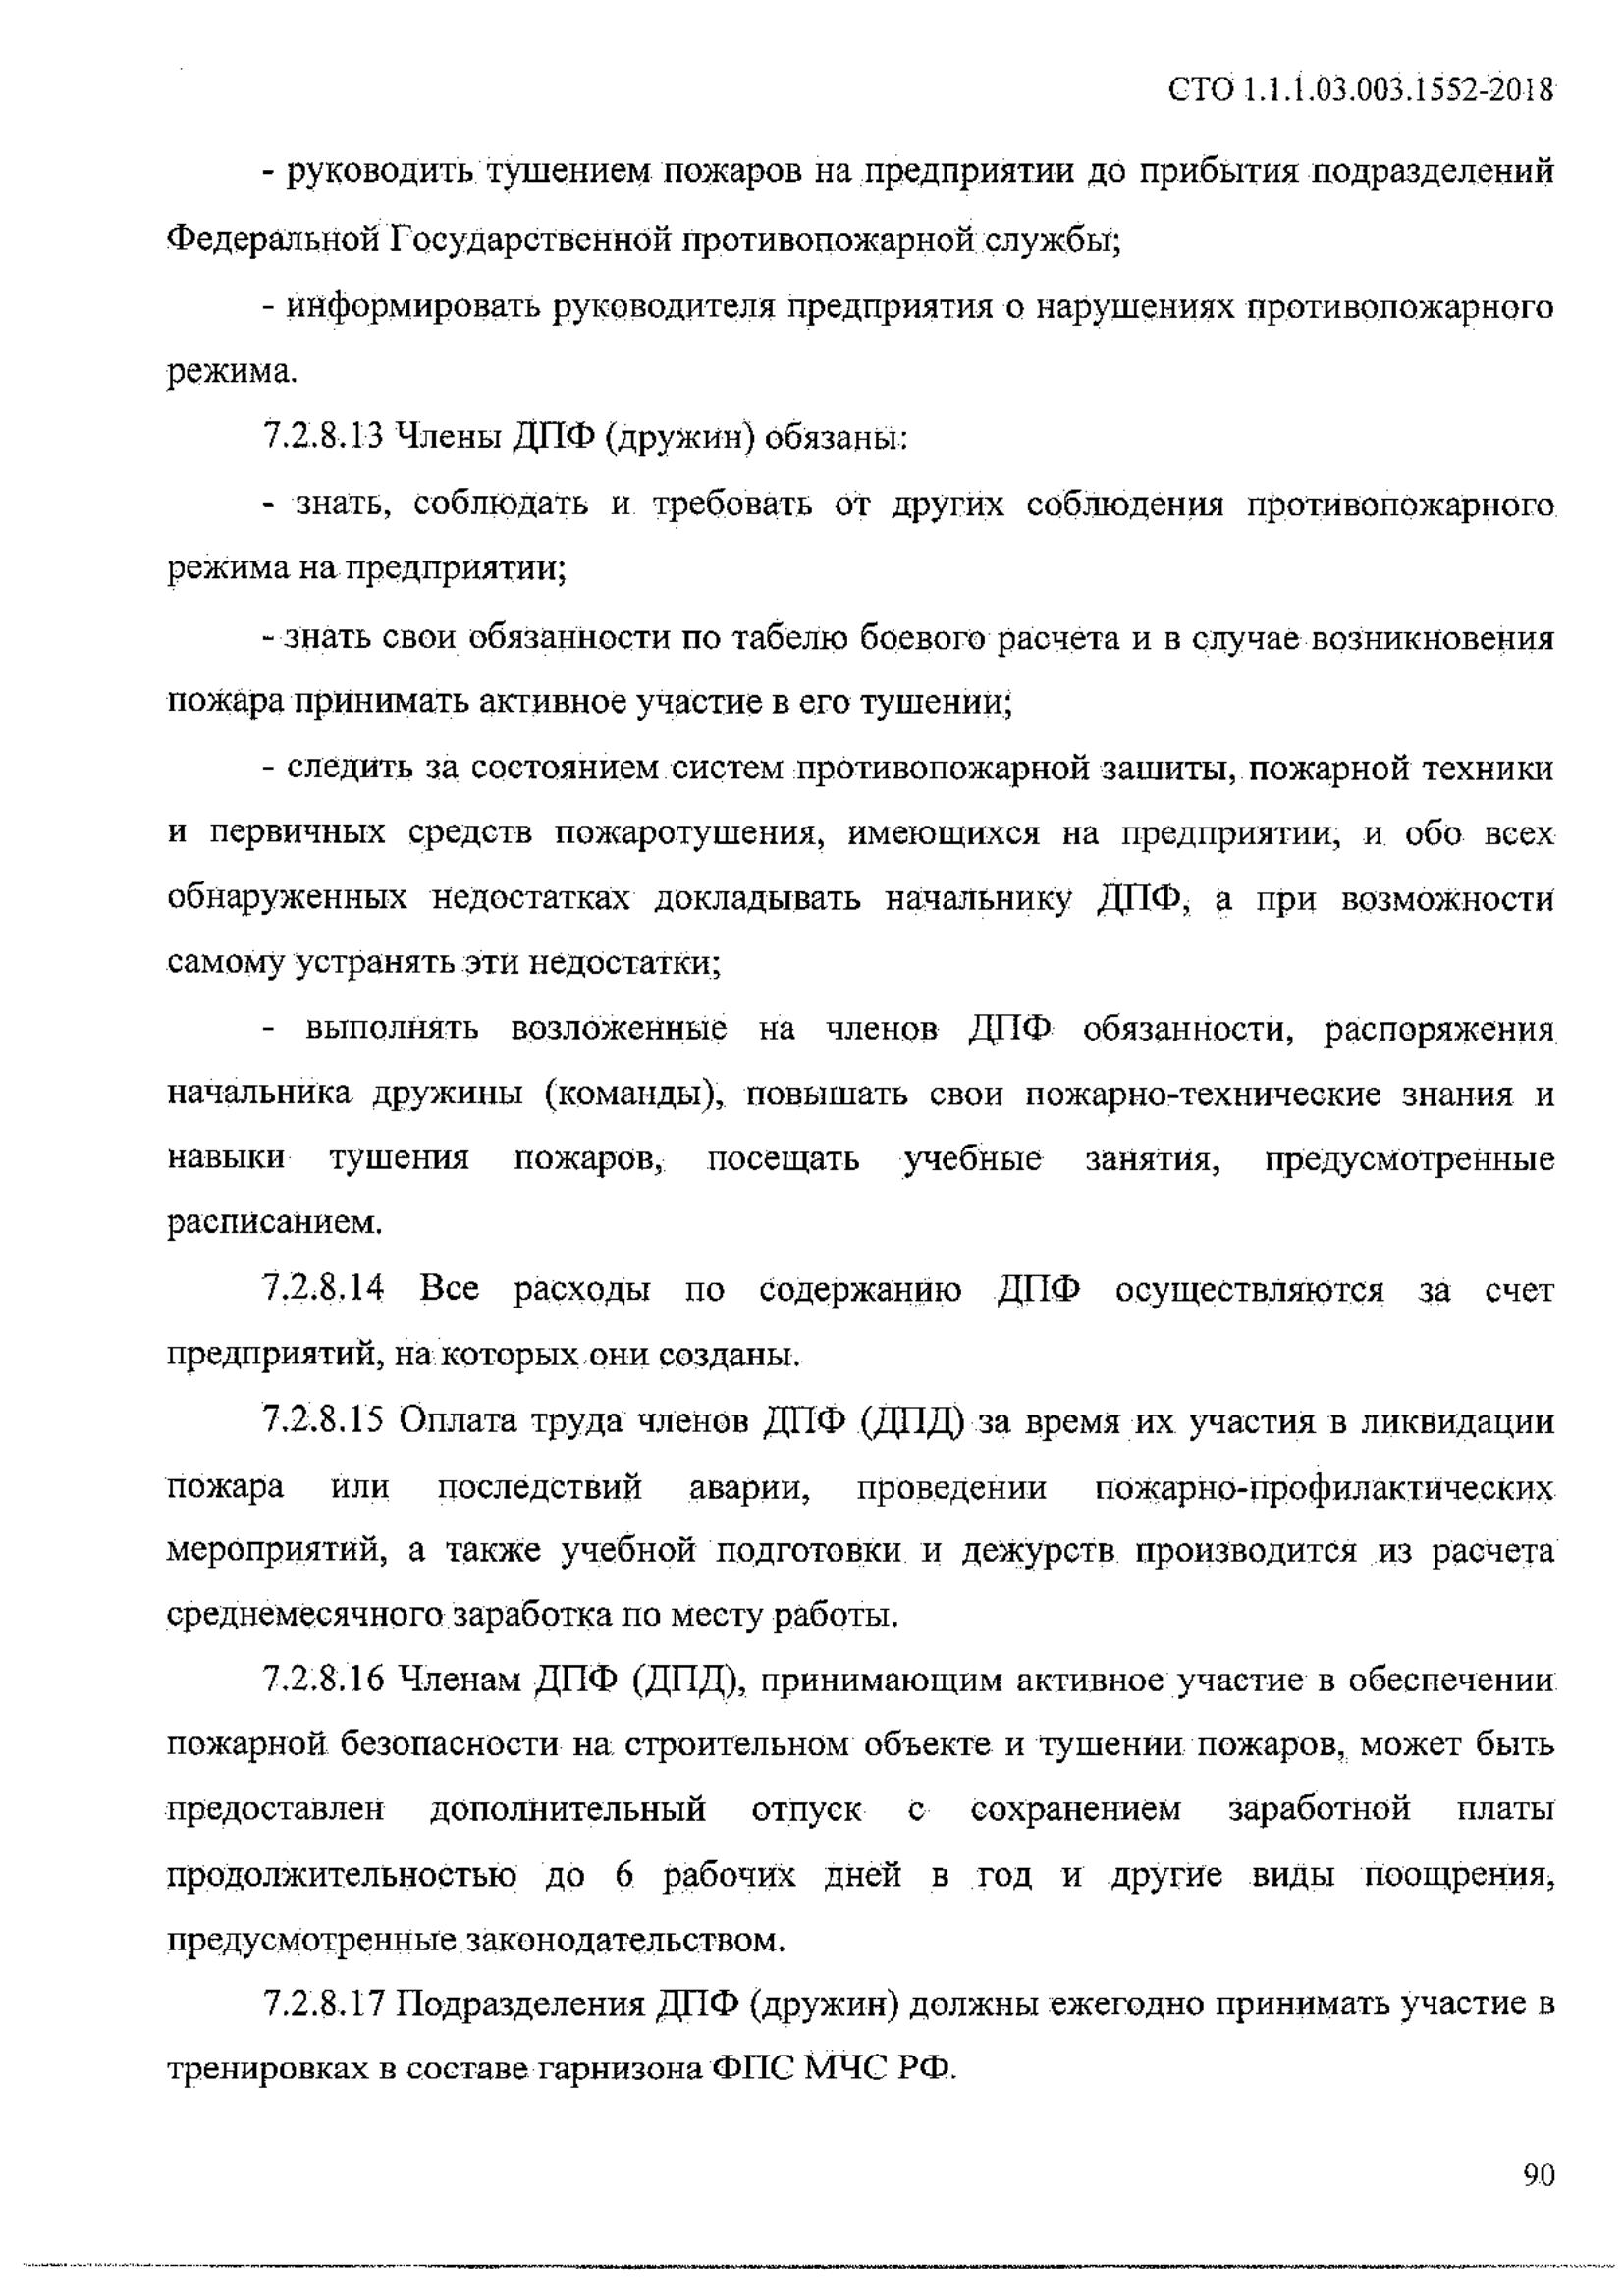 СТО 1.1.1.03.003.1552-2018
- руководить тушением пожаров на предприятии до прибытия подразделений
Федеральной Государственной противопожарной службы;
- информировать руководителя предприятия о нарушениях противопожарного
режима.
7.2.8.13 Члены ДПФ (дружин) обязаны:
- знать, соблюдать и требовать от других соблюдения противопожарного
режима на предприятии;
- знать свои обязанности по табелю боевого расчета и в случае возникновения
пожара принимать активное участие в его тушении;
- следить за состоянием систем противопожарной зашиты, пожарной техники
и первичных средств пожаротушения, имеющихся на предприятии, и обо всех
обнаруженных недостатках докладывать начальнику ДПФ, а при возможности
самому устранять эти недостатки;
- выполнять возложенные на членов ДПФ обязанности, распоряжения
начальника дружины (команды), повышать свои пожарно-технические знания и
навыки тушения пожаров, посещать учебные занятия, предусмотренные
расписанием.
7.2.8.14 Все расходы по содержанию ДПФ осуществляются за счет
предприятий, на которых они созданы.
7.2.8.15 Оплата труда членов ДПФ (ДПД) за время их участия в ликвидации
пожара или последствий аварии, проведении пожарно-профилактических
мероприятий, а также учебной подготовки и дежурств производится из расчета
среднемесячного заработка по месту работы.
7.2.8.16 Членам ДПФ (ДПД), принимающим активное участие в обеспечении
пожарной безопасности на строительном объекте и тушении пожаров, может быть
предоставлен дополнительный отпуск с сохранением заработной платы
продолжительностью до 6 рабочих дней в год и другие виды поощрения,
предусмотренные законодательством.
7.2.8.17 Подразделения ДПФ (дружин) должны ежегодно принимать участие в
тренировках в составе гарнизона ФПС МЧС РФ.
90